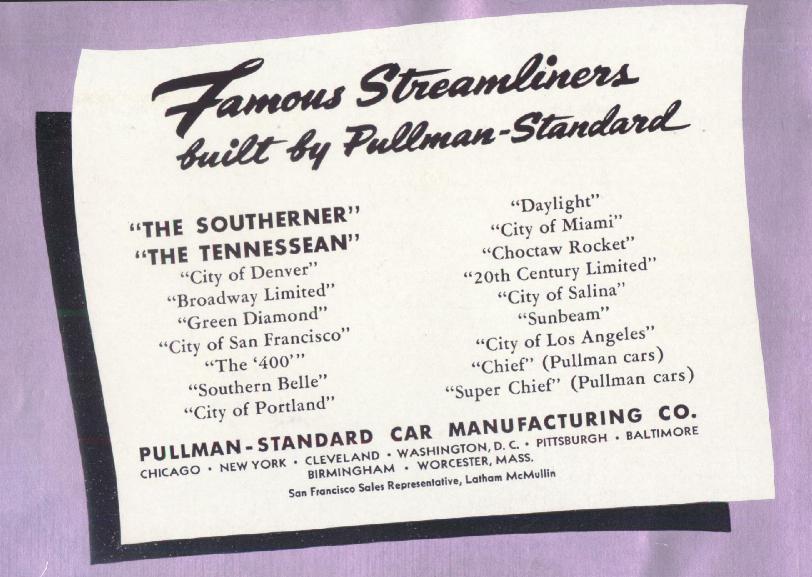 Famous Streamliners
built by Pullman-Standard
"THE SOUTHERNER"
"THE TENNESSEAN"
"City of Denver"
"Broadway Limited"
"Green Diamond"
"City of San Francisco"
"The '400'"
"Southern Belle"
"City of Portland"
"Daylight"
"City of Miami"
"Choctaw Rocket"
"20th Century Limited"
"City of Salina"
"Sunbeam"
"City of Los Angeles"
"Chief" (Pullman cars)
"Super Chief" (Pullman cars)
PULLMAN-STANDARD CAR MANUFACTURING CO.
CHICAGO • NEW YORK • CLEVELAND • WASHINGTON, D. C. • PITTSBURGH • BALTIMORE
BIRMINGHAM • WORCESTER, MASS.
San Francisco Sales Representative, Latham McMullin